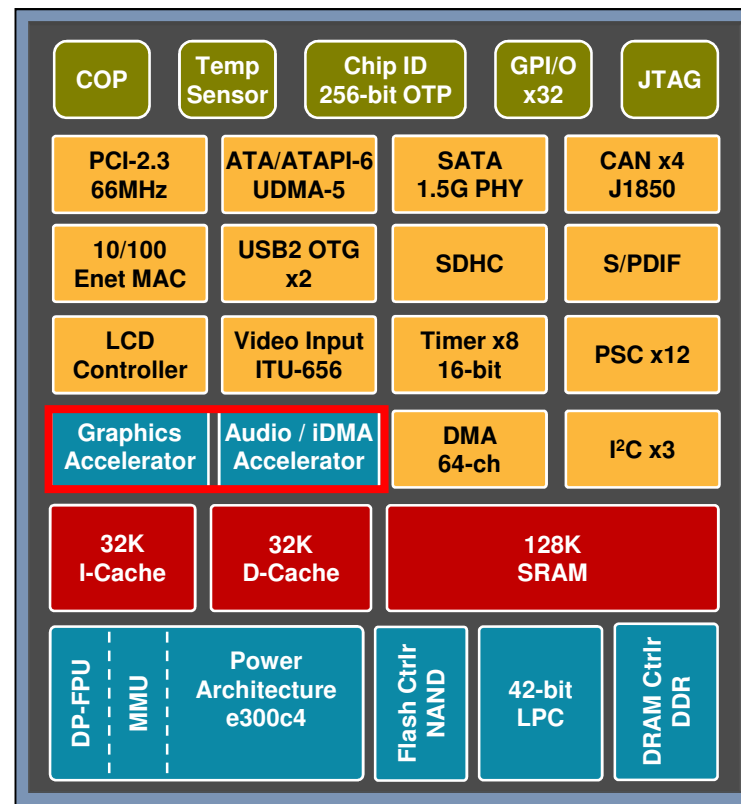 COP
Temp
Sensor
Chip ID
256-bit OTP
GPI/O
x32
JTAG
PCI-2.3
66MHz
ATA/ATAPI-6
UDMA-5
SATA
1.5G PHY
CAN x4
J1850
10/100
Enet MAC
USB2 OTG
x2
SDHC
S/PDIF
LCD
Controller
Video Input
ITU-656
Timer x8
16-bit
PSC x12
Graphics
Accelerator
Audio / iDMA
Accelerator
DMA
64-ch
I²C x3
32K
I-Cache
32K
D-Cache
128K
SRAM
DP-FPU
MMU
Power
Architecture
e300c4
Flash Ctrlr
NAND
42-bit
LPC
DRAM Ctrlr
DDR